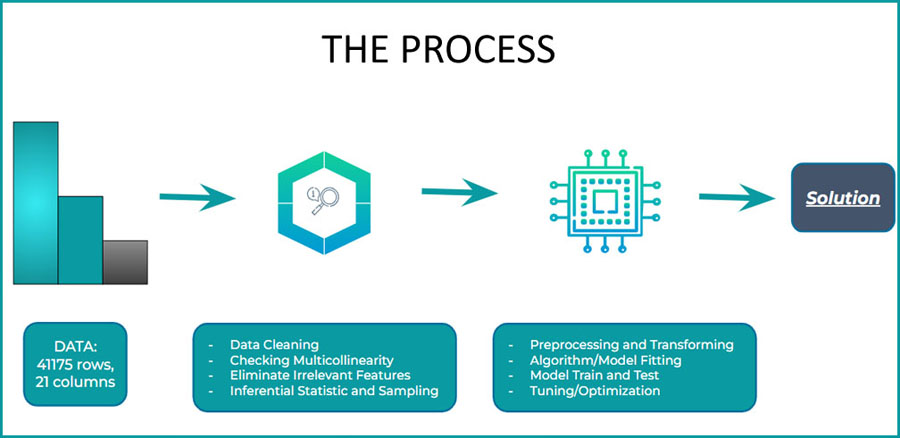 THE PROCESS
Solution
DATA:
41175 rows,
21 columns
- Data Cleaning
- Checking Multicollinearity
- Eliminate Irrelevant Features
- Inferential Statistic and Sampling
- Preprocessing and Transforming
- Algorithm/Model Fitting
- Model Train and Test
- Tuning/Optimization